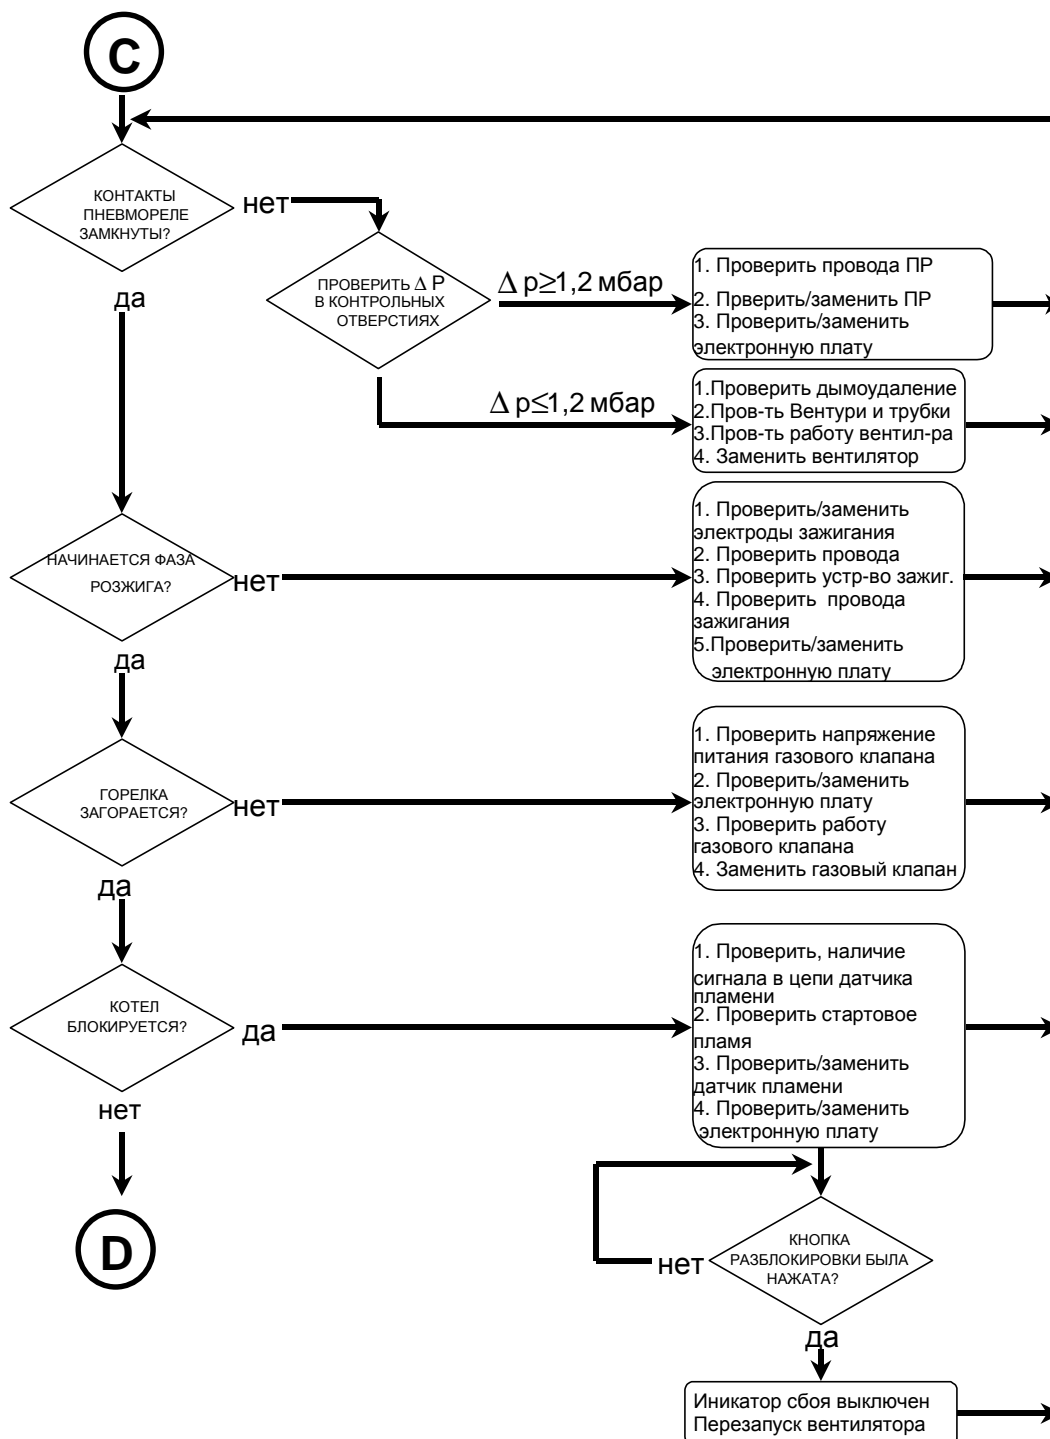 C
КОНТАКТЫ
ПНЕВМОРЕЛЕ
ЗАМКНУТЫ?
нет
да
ПРОВЕРИТЬ Δ P
В КОНТРОЛЬНЫХ
ОТВЕРСТИЯХ
Δ p≥1,2 мбар
1. Проверить провода ПР
2. Прверить/заменить ПР
3. Проверить/заменить
электронную плату
Δ p≤1,2 мбар
1.Проверить дымоудаление
2.Пров-ть Вентури и трубки
3.Пров-ть работу вентил-ра
4. Заменить вентилятор
НАЧИНАЕТСЯ ФАЗА
РОЗЖИГА?
нет
да
1. Проверить/заменить
электроды зажигания
2. Проверить провода
3. Проверить устр-во зажиг.
4. Проверить провода
зажигания
5.Проверить/заменить
электронную плату
ГОРЕЛКА
ЗАГОРАЕТСЯ?
нет
да
1. Проверить напряжение
питания газового клапана
2. Проверить/заменить
электронную плату
3. Проверить работу
газового клапана
4. Заменить газовый клапан
КОТЕЛ
БЛОКИРУЕТСЯ?
да
нет
1. Проверить, наличие
сигнала в цепи датчика
пламени
2. Проверить стартовое
пламя
3. Проверить/заменить
датчик пламени
4. Проверить/заменить
электронную плату
D
КНОПКА
РАЗБЛОКИРОВКИ БЫЛА
НАЖАТА?
нет
да
Иникатор сбоя выключен
Перезапуск вентилятора